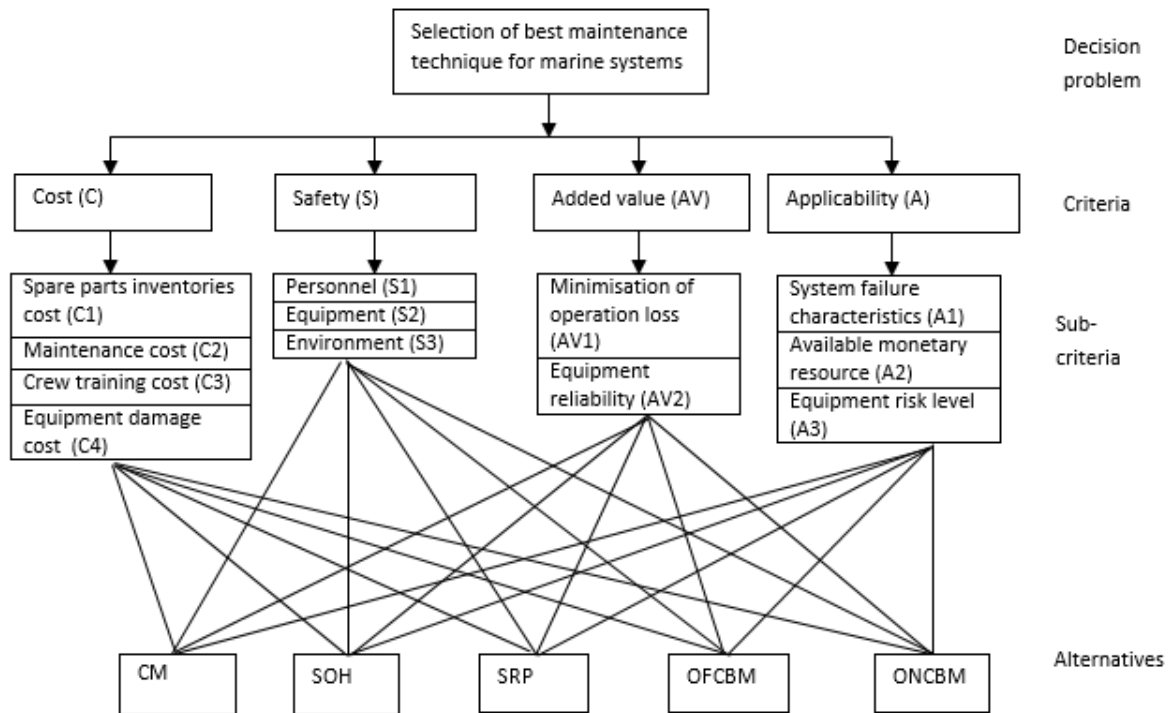 Selection of best maintenance
technique for marine systems
Decision
problem
Cost (C)
Safety (S)
Added value (AV)
Applicability (A)
Criteria
Spare parts inventories
cost (C1)
Maintenance cost (C2)
Crew training cost (C3)
Equipment damage
cost (C4)
Personnel (S1)
Equipment (S2)
Environment (S3)
Minimisation of
operation loss
(AV1)
Equipment
reliability (AV2)
System failure
characteristics (A1)
Available monetary
resource (A2)
Equipment risk level
(A3)
Sub-
criteria
CM
SOH
SRP
OFCBM
ONCBM
Alternatives